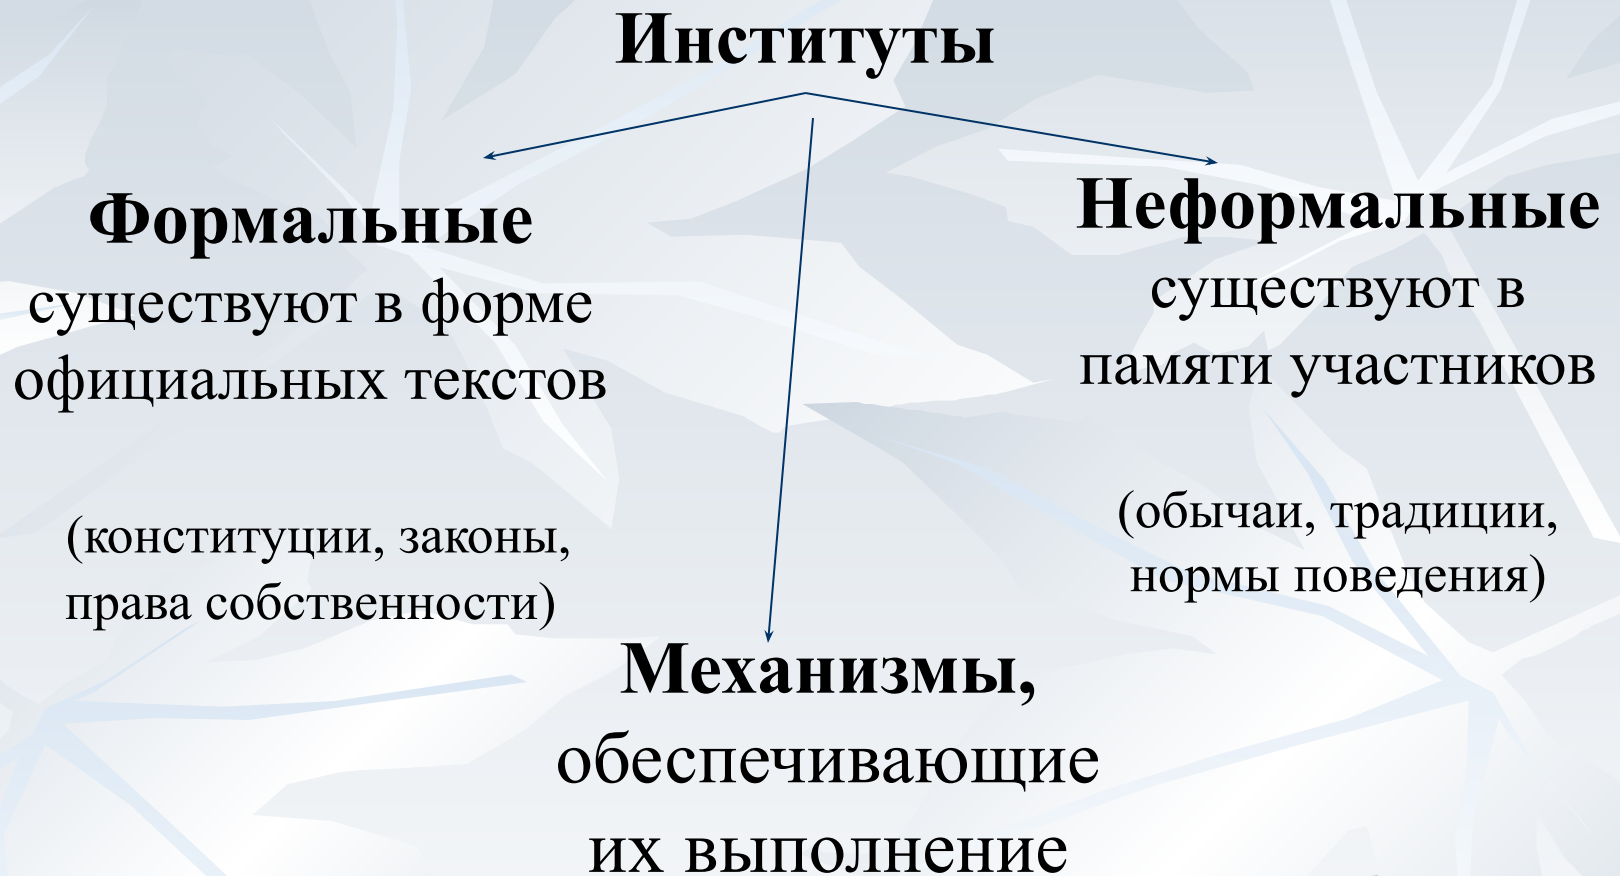 Институты
Формальные
существуют в форме
официальных текстов
(конституции, законы,
права собственности)
Неформальные
существуют в
памяти участников
(обычаи, традиции,
нормы поведения)
Механизмы,
обеспечивающие
их выполнение